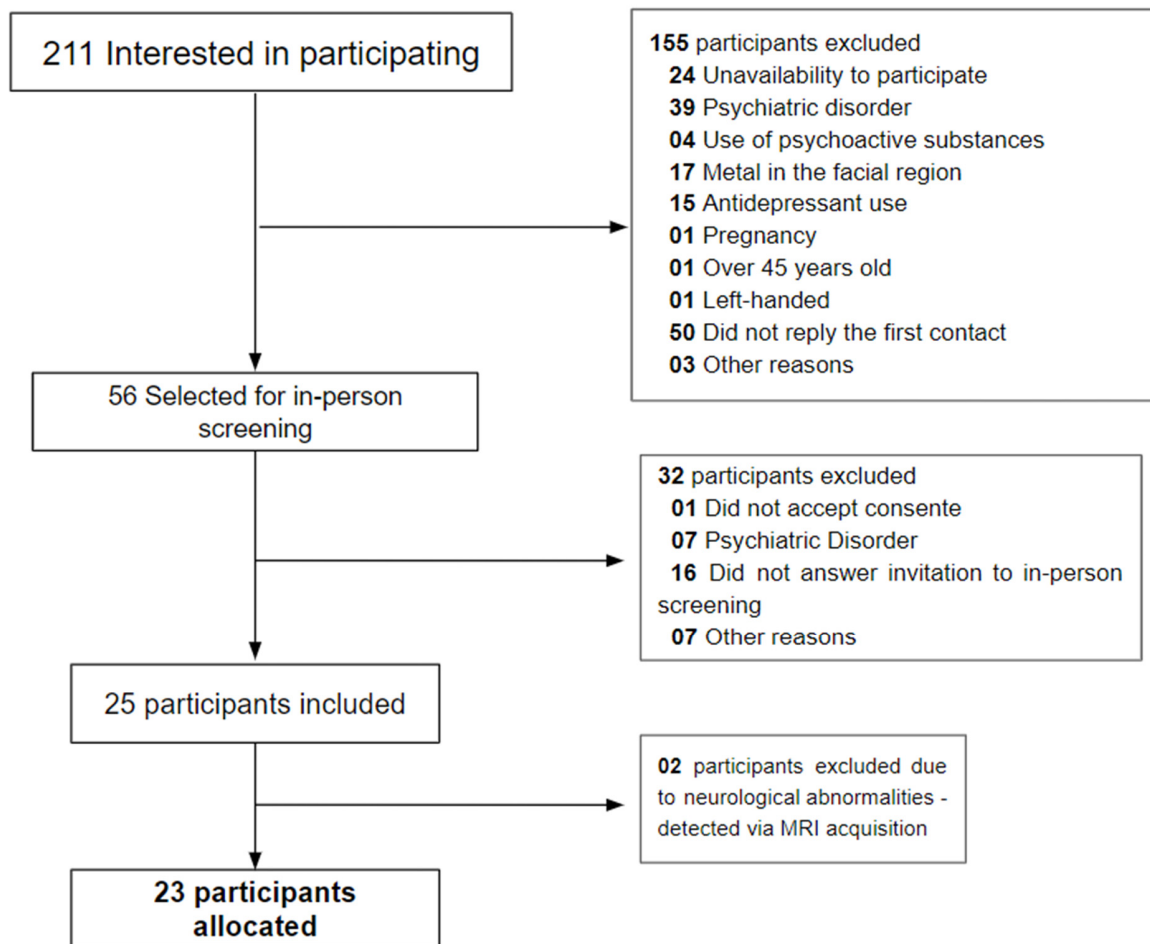 211 Interested in participating
155 participants excluded
24 Unavailability to participate
39 Psychiatric disorder
04 Use of psychoactive substances
17 Metal in the facial region
15 Antidepressant use
01 Pregnancy
01 Over 45 years old
01 Left-handed
50 Did not reply the first contact
03 Other reasons
56 Selected for in-person
screening
32 participants excluded
01 Did not accept consente
07 Psychiatric Disorder
16 Did not answer invitation to in-person
screening
07 Other reasons
25 participants included
02 participants excluded due
to neurological abnormalities -
detected via MRI acquisition
23 participants
allocated